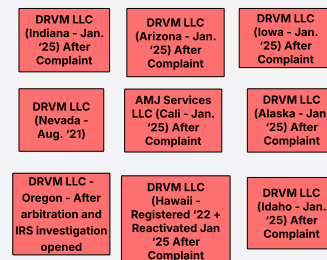 DRVM LLC
(Indiana - Jan.
‘25) After
Complaint
DRVM LLC
(Arizona - Jan.
‘25) After
Complaint
DRVM LLC
(Iowa - Jan.
‘25) After
Complaint
DRVM LLC
(Nevada -
Aug. ‘21)
AMJ Services
LLC (Cali - Jan.
‘25) After
Complaint
DRVM LLC
(Alaska - Jan
‘25) After
Complaint
DRVM LLC -
Oregon - After
arbitration and
IRS investigation
opened
DRVM LLC
(Hawaii -
Registered ‘22 +
Reactivated Jan
‘25 After
Complaint
DRVM LLC
(Idaho - Jan.
‘25) After
Complaint